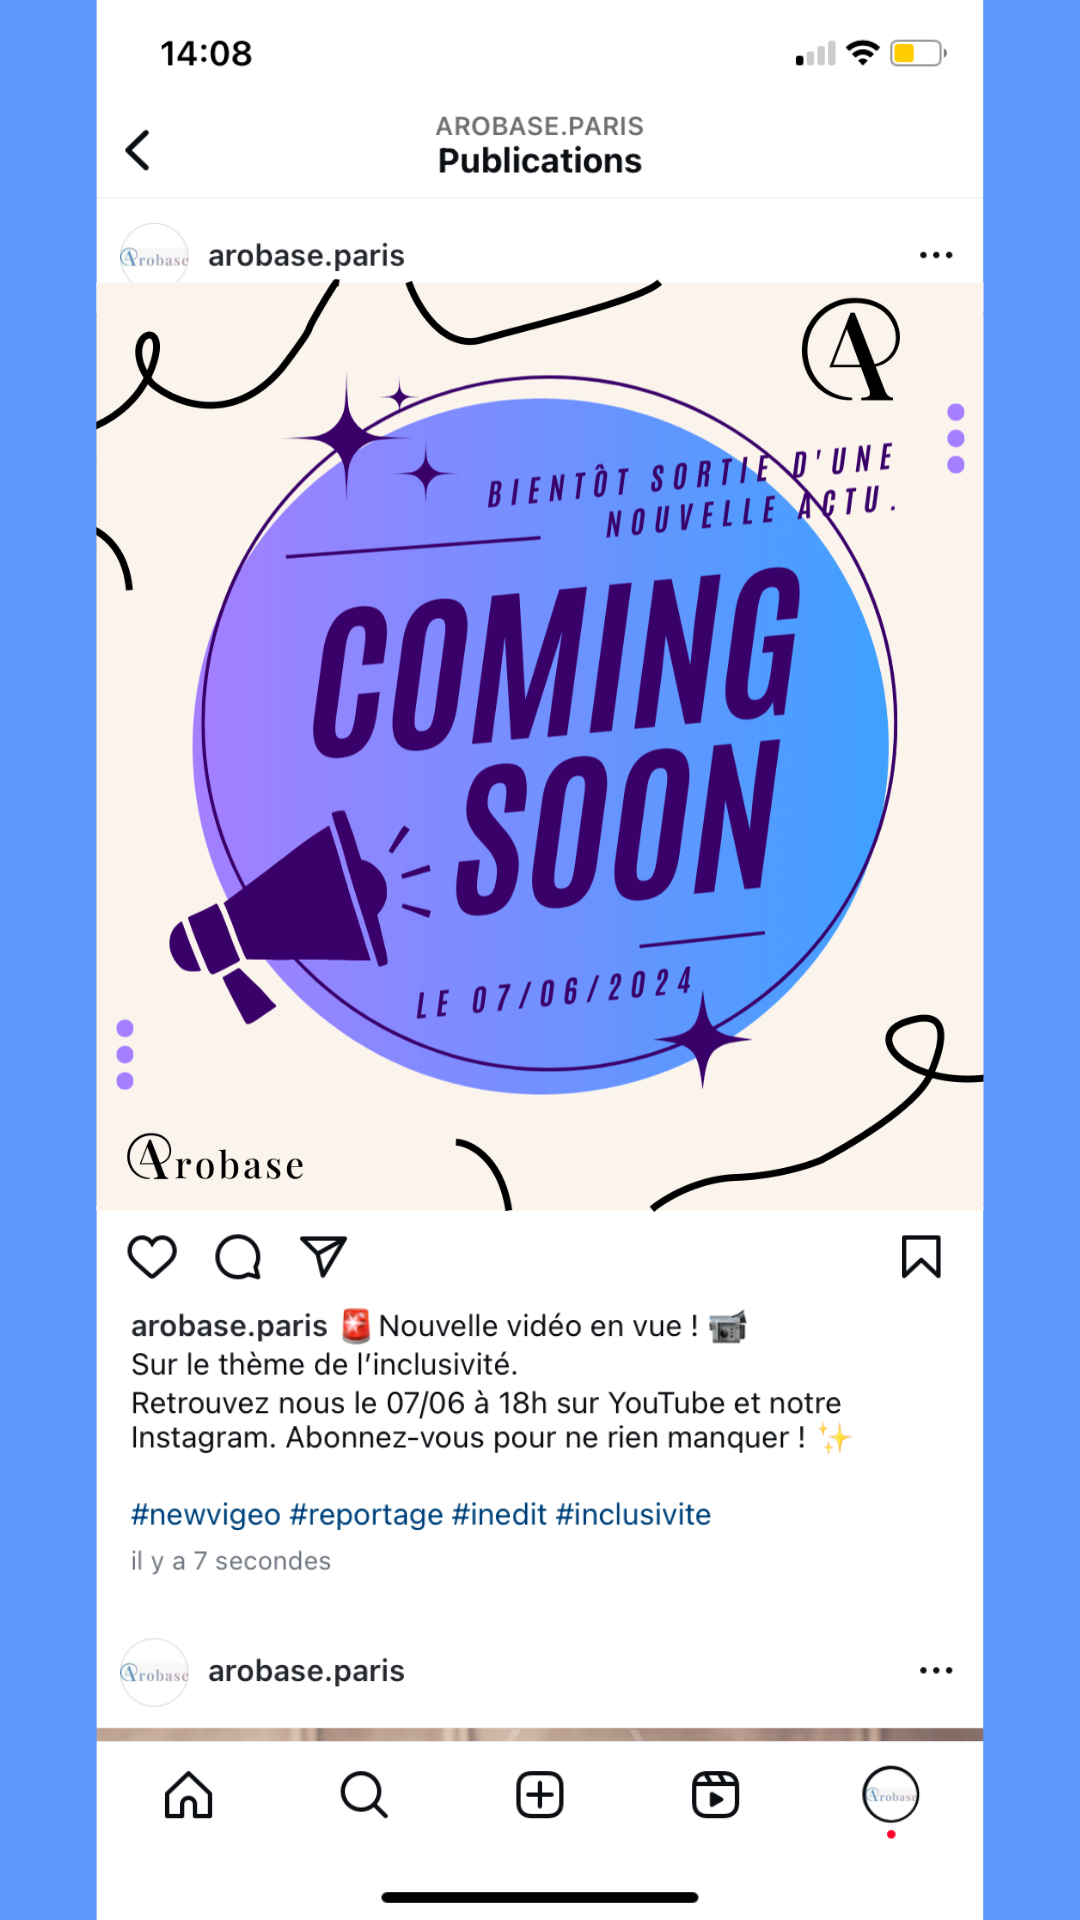 14:08
AROBASE.PARIS
Publications
Arobase
arobase.paris
A
BIENTÔT SORTIE D'UNE
NOUVELLE ACTU.
COMING
SOON
LE 07/06/2024
Arobase
arobase.paris 🚨 Nouvelle vidéo en vue ! 📹
Sur le thème de l’inclusivité.
Retrouvez nous le 07/06 à 18h sur YouTube et notre
Instagram. Abonnez-vous pour ne rien manquer ! ✨
#newvigeo #reportage #inedit #inclusivite
il y a 7 secondes
Arobase
arobase.paris
Arobase